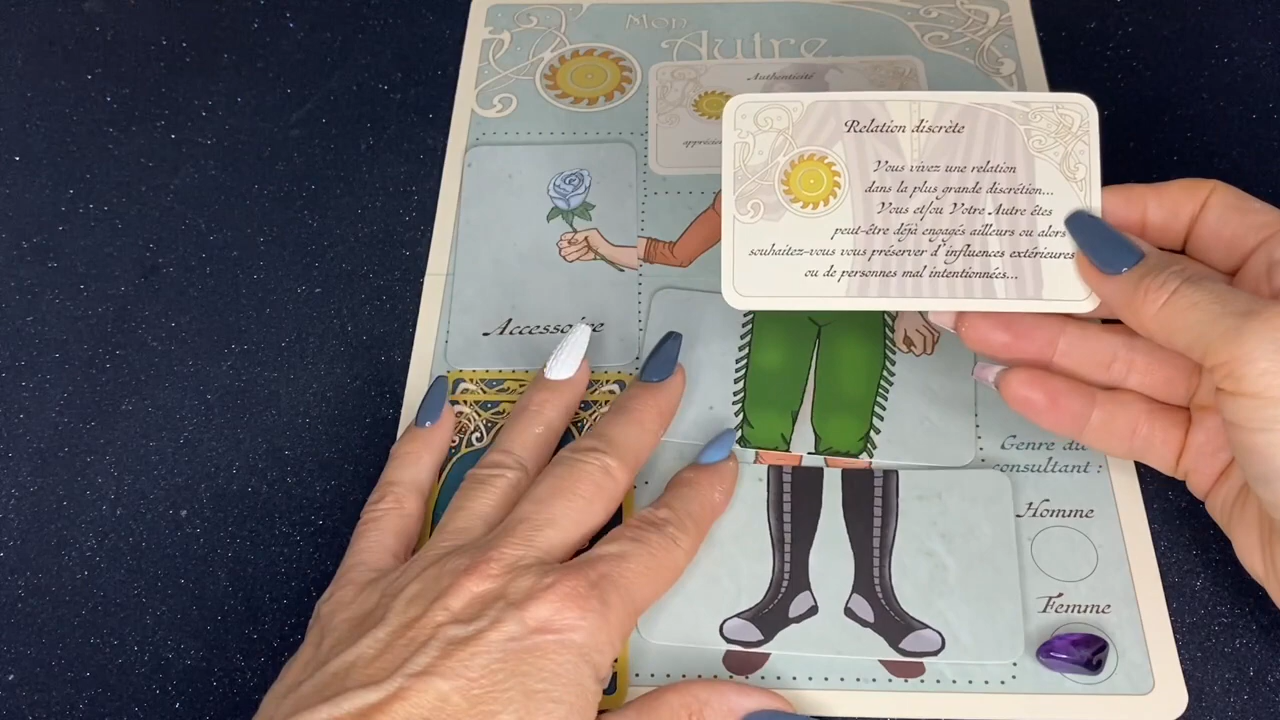 Mon
Autre
Authenticité
Relation discrète
Vous vivez une relation
dans la plus grande discrétion...
Vous et/ou Votre Autre êtes
peut-être déjà engagés ailleurs ou alors
souhaitez-vous vous préserver d'influences extérieures
ou de personnes mal intentionnées...
Accessoire
Genre du
consultant :
Homme
Femme